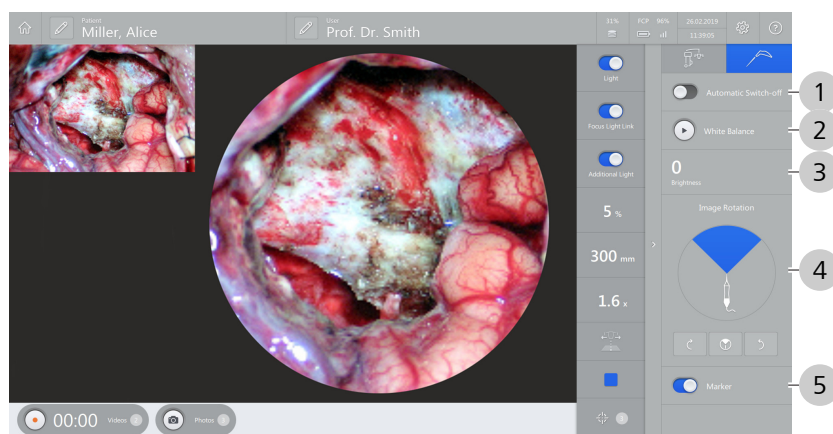 Patient
Miller, Alice
User
Prof. Dr. Smith
31%
FCP 96%
26.02.2019
11:39:05
?
Light
Focus Light Link
Additional Light
5 %
300 mm
1.6 x
Automatic Switch-off
White Balance
0
Brightness
Image Rotation
Marker
1
2
3
4
5
00:00 Videos 2
Photos